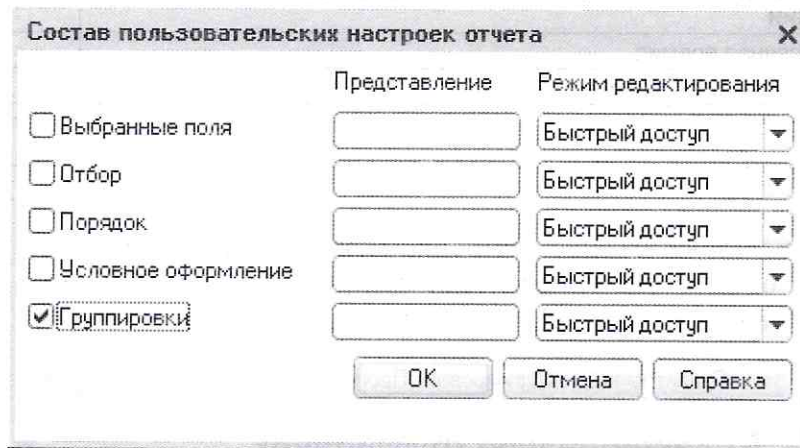 Состав пользовательских настроек отчета
Представление Режим редактирования
Выбранные поля Быстрый доступ
Отбор Быстрый доступ
Порядок Быстрый доступ
Условное оформление Быстрый доступ
Группировки Быстрый доступ
ОК Отмена Справка